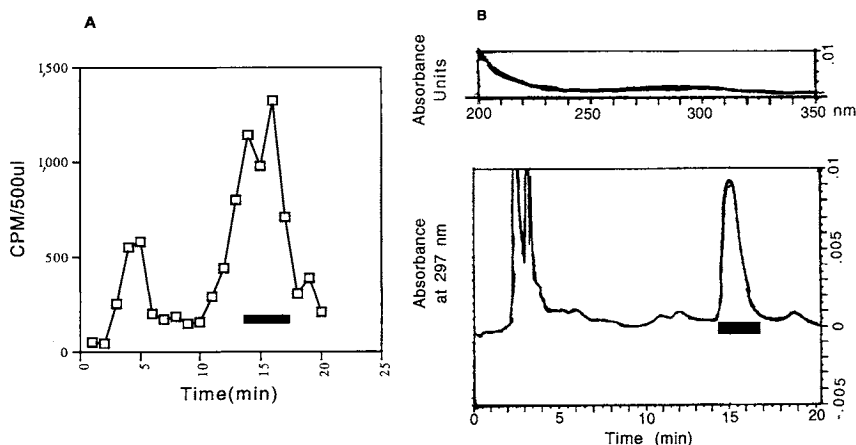 A
CPM/500ul
1,500
1,000
500
0
0 5 10 15 20 25
Time(min)
B
Absorbance
Units
.01
200 250 300 350 nm
Absorbance
at 297 nm
.01
.005
0
-.005
0 5 10 15 20
Time (min)